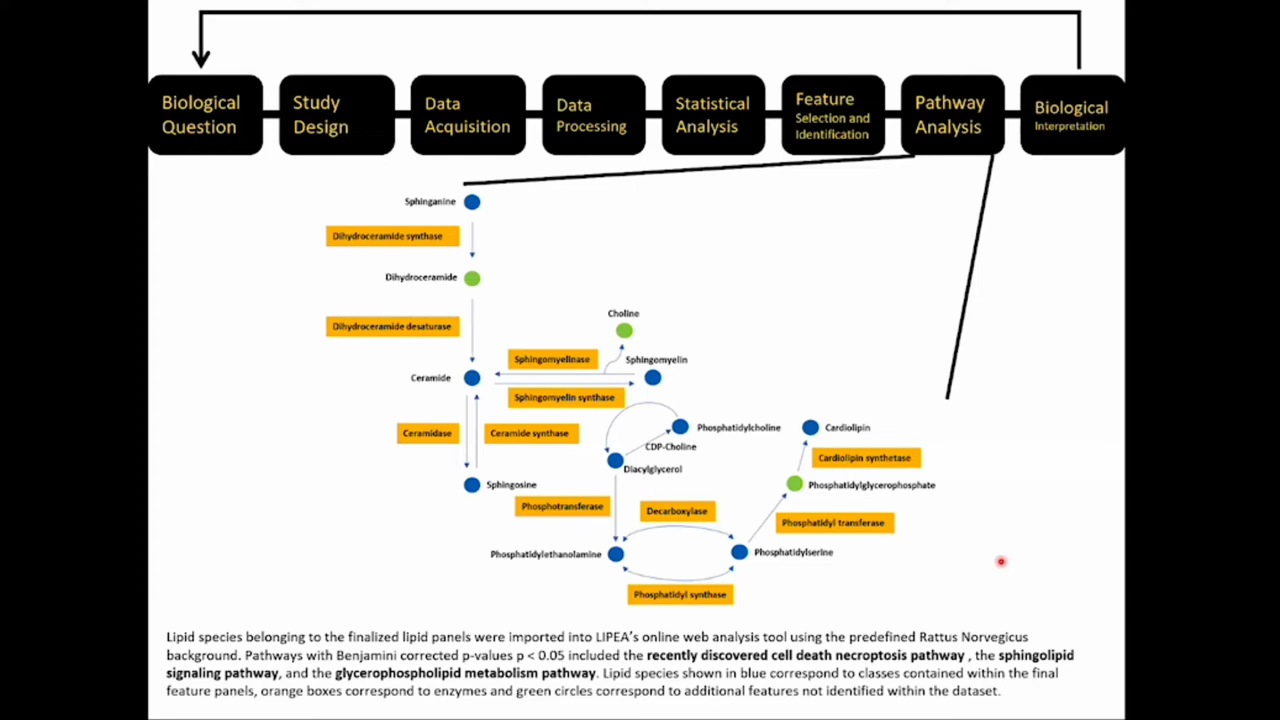 Biological
Question
Study
Design
Data
Acquisition
Data
Processing
Statistical
Analysis
Feature
Selection and
Identification
Pathway
Analysis
Biological
Interpretation
Sphinganine
Dihydroceramide synthase
Dihydroceramide
Dihydroceramide desaturase
Choline
Sphingomyelinase
Sphingomyelin
Ceramide
Sphingomyelin synthase
Ceramidase
Ceramide synthase
Phosphatidylcholine
Cardiolipin
CDP-Choline
Diacylglycerol
Cardiolipin synthetase
Sphingosine
Phosphatidylglycerophosphate
Phosphotransferase
Decarboxylase
Phosphatidyl transferase
Phosphatidylethanolamine
Phosphatidylserine
Phosphatidyl synthase
Lipid species belonging to the finalized lipid panels were imported into LIPEA's online web analysis tool using the predefined Rattus Norvegicus
background. Pathways with Benjamini corrected p-values p < 0.05 included the recently discovered cell death necroptosis pathway , the sphingolipid
signaling pathway, and the glycerophospholipid metabolism pathway. Lipid species shown in blue correspond to classes contained within the final
feature panels, orange boxes correspond to enzymes and green circles correspond to additional features not identified within the dataset.